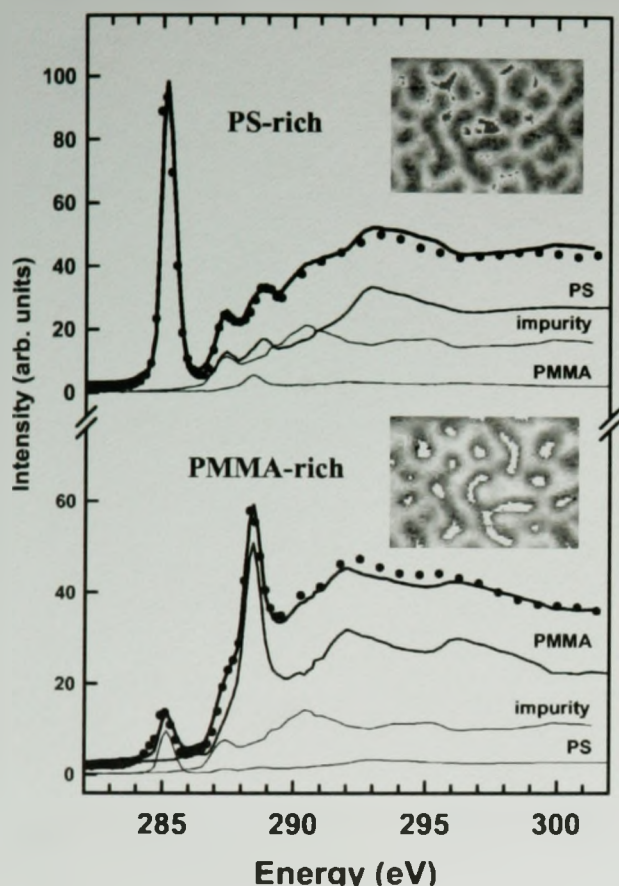 PS-rich
100
80
60
40
20
0
PS
impurity
PMMA
Intensity (arb. units)
PMMA-rich
60
40
20
0
PMMA
impurity
PS
285 290 295 300
Energy (eV)